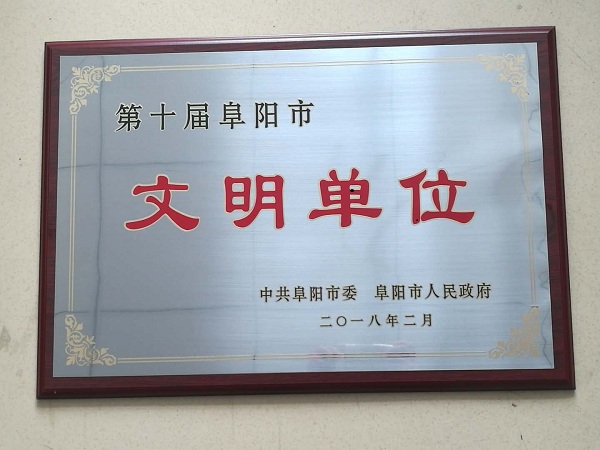 第十届阜阳市
文明单位
中共阜阳市委 阜阳市人民政府
二〇一八年二月